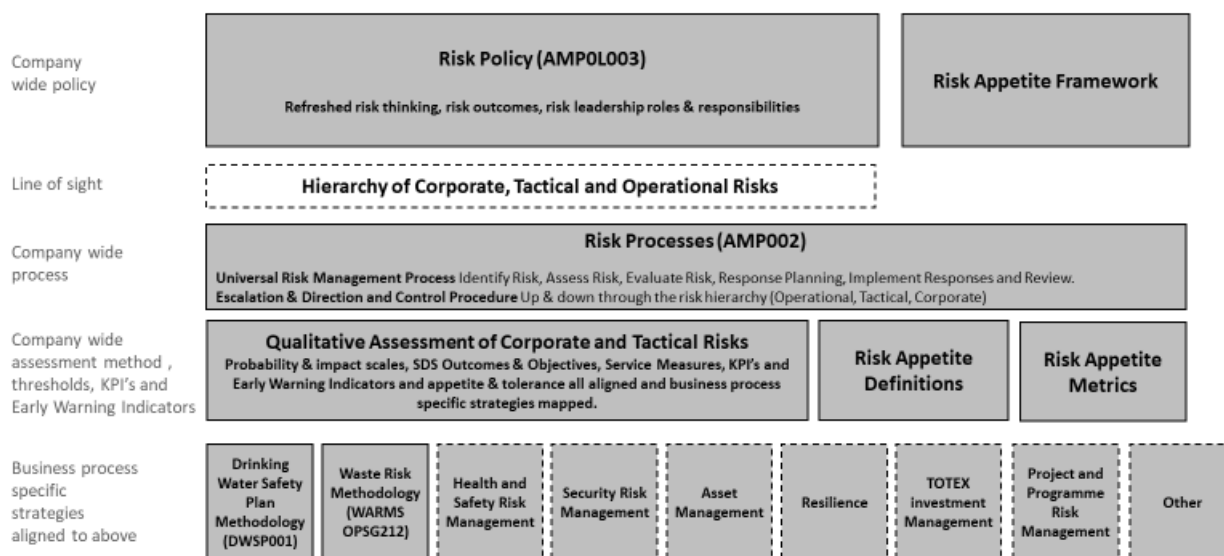 Company
wide policy
Risk Policy (AMP0L003)
Refreshed risk thinking, risk outcomes, risk leadership roles & responsibilities
Risk Appetite Framework
Line of sight
Hierarchy of Corporate, Tactical and Operational Risks
Company wide
process
Risk Processes (AMP002)
Universal Risk Management Process Identify Risk, Assess Risk, Evaluate Risk, Response Planning, Implement Responses and Review.
Escalation & Direction and Control Procedure Up & down through the risk hierarchy (Operational, Tactical, Corporate)
Company wide
assessment method ,
thresholds, KPI's and
Early Warning Indicators
Qualitative Assessment of Corporate and Tactical Risks
Probability & impact scales, SDS Outcomes & Objectives, Service Measures, KPI's and
Early Warning Indicators and appetite & tolerance all aligned and business process
specific strategies mapped.
Risk Appetite
Definitions
Risk Appetite
Metrics
Business process
specific
strategies
aligned to above
Drinking
Water Safety
Plan
Methodology
(DWSP001)
Waste Risk
Methodology
(WARMS
OPSG212)
Health and
Safety Risk
Management
Security Risk
Management
Asset
Management
Resilience
TOTEX
investment
Management
Project and
Programme
Risk
Management
Other